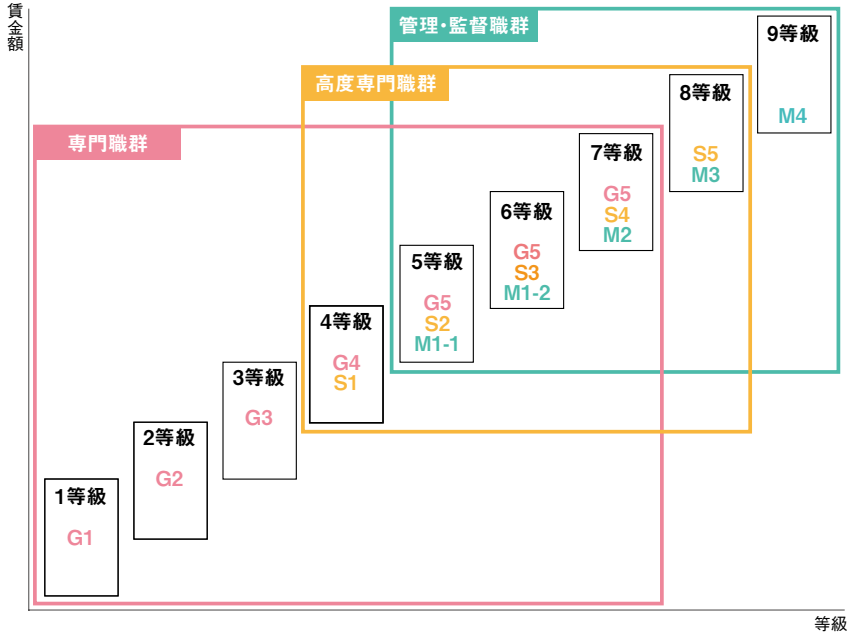 賃金額
管理・監督職群
9等級
M4
高度専門職群
8等級
S5
M3
専門職群
7等級
G5
S4
M2
6等級
G5
S3
M1-2
5等級
G5
S2
M1-1
4等級
G4
S1
3等級
G3
2等級
G2
1等級
G1
等級